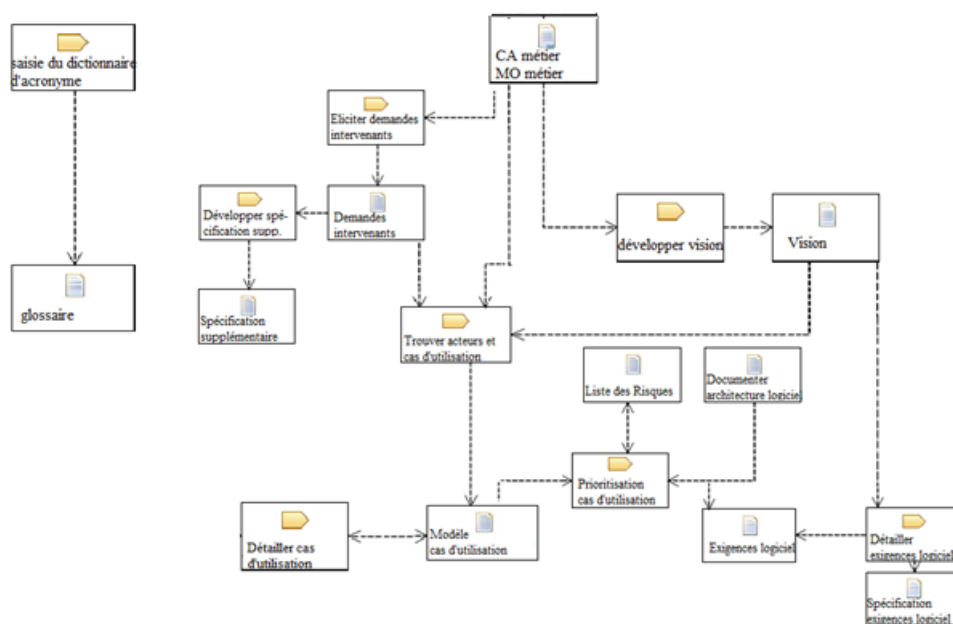 saisie du dictionnaire
d'acronyme
CA métier
MO métier
Eliciter demandes
intervenants
Développer spé-
cification supp.
Demandes
intervenants
développer vision
Vision
glossaire
Spécification
supplémentaire
Trouver acteurs et
cas d'utilisation
Liste des Risques
Documenter
architecture logiciel
Prioritisation
cas d'utilisation
Détailler cas
d'utilisation
Modèle
cas d'utilisation
Exigences logiciel
Détailler
exigences logiciel
Spécification
exigences logiciel